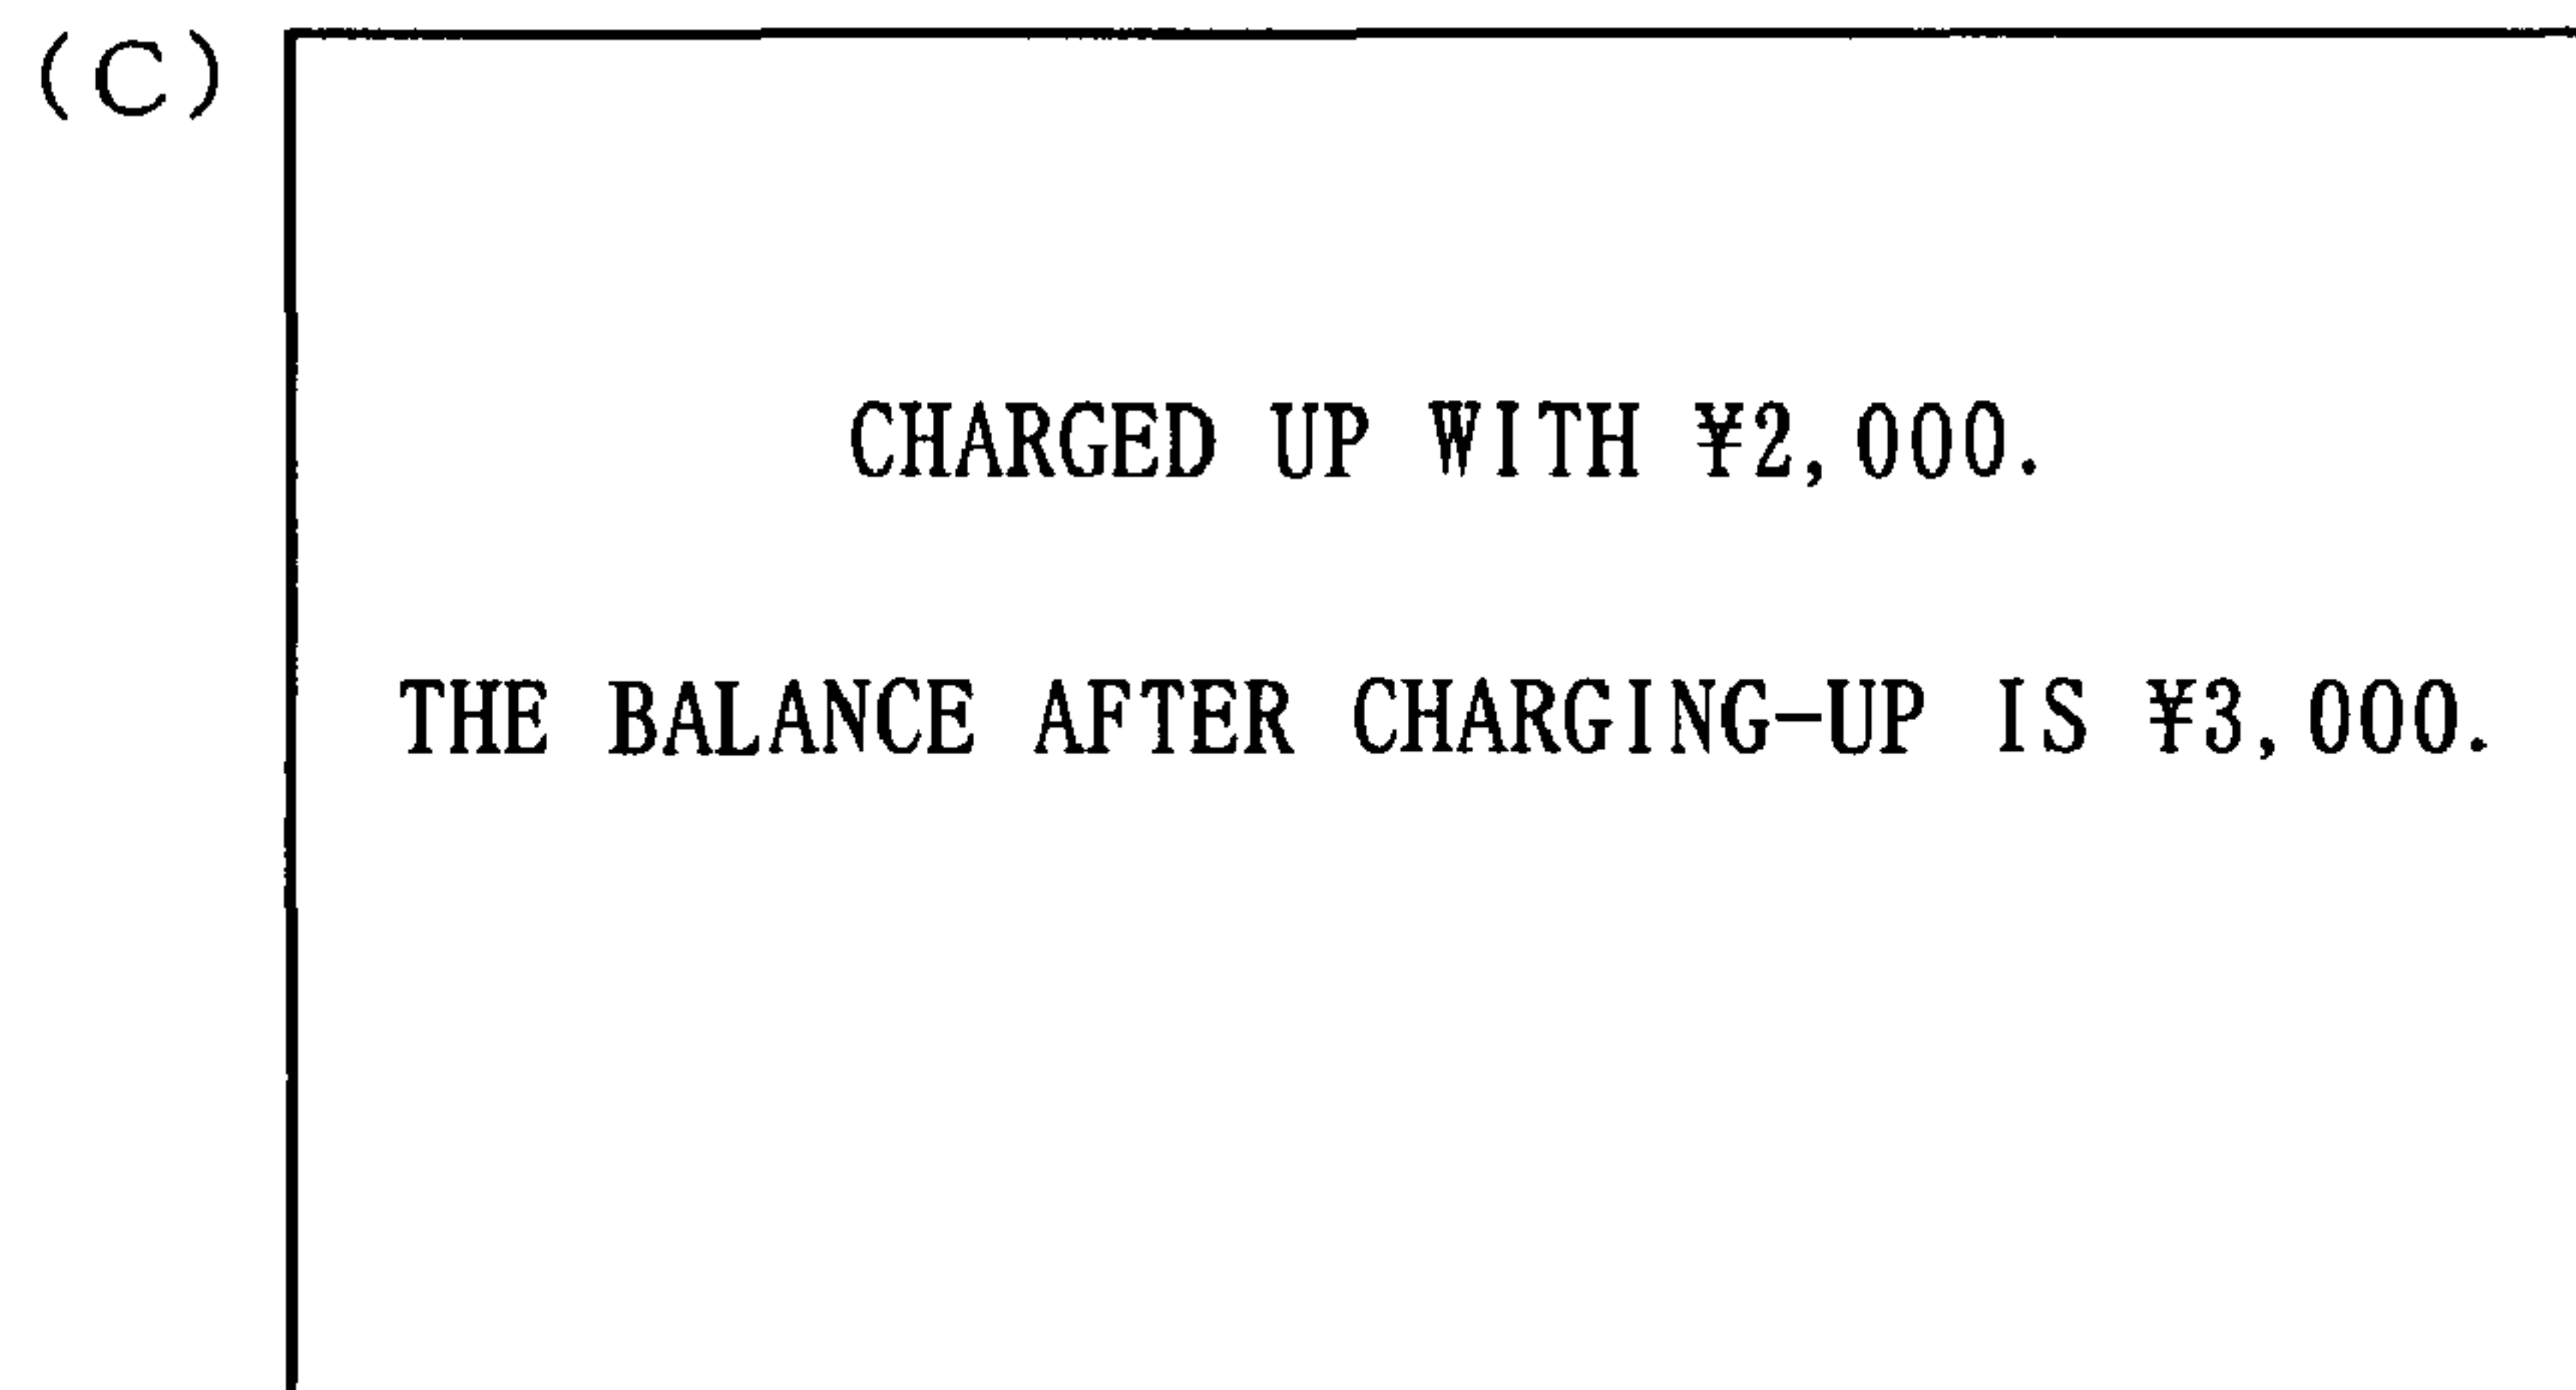 (C)
CHARGED UP WITH ¥2,000.
THE BALANCE AFTER CHARGING-UP IS ¥3,000.